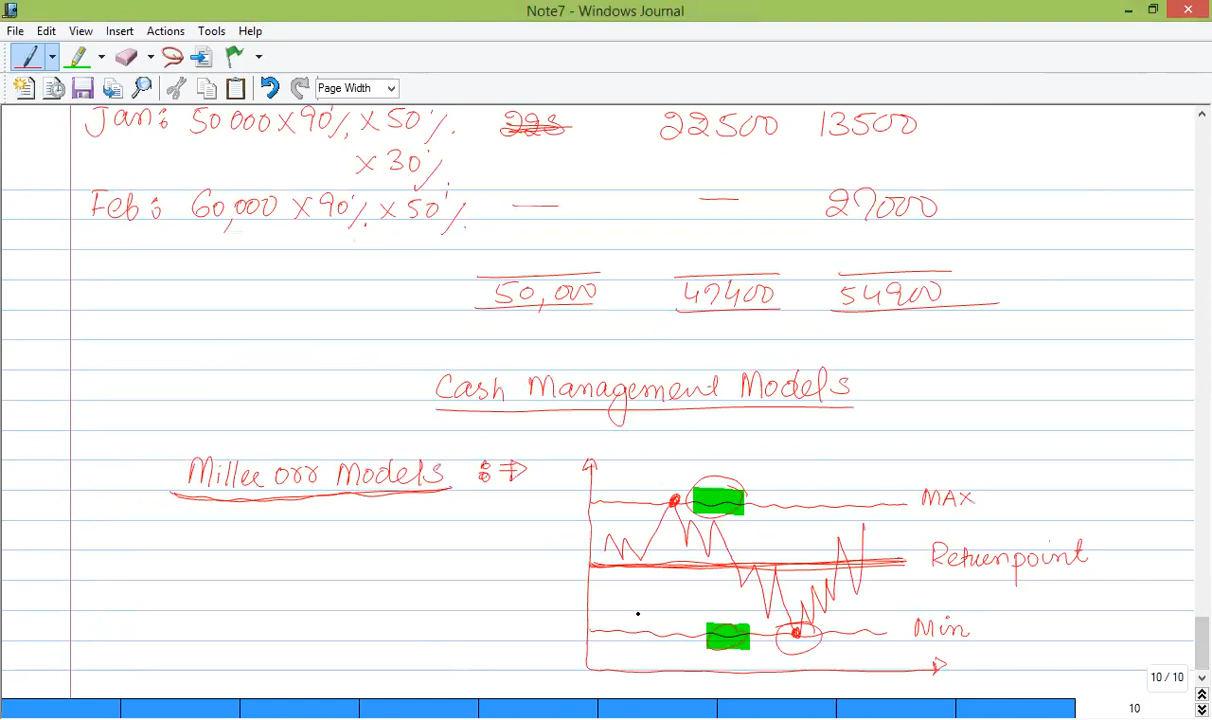 Note7 - Windows Journal
File Edit View Insert Actions Tools Help
Page Width
Jan: 50000 X 90% X 50% 225 22500 13500
X 30%
Feb: 60,000 X 90% X 50% — — 27000
50,000 47400 54900
Cash Management Models
Miller orr Models :⇒
MAX
Returnpoint
Min
10 / 10
10